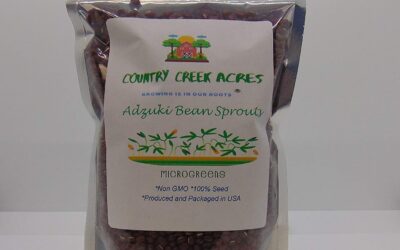 COUNTRY CREEK ACRES
GROWING IS IN OUR ROOTS
Adzuki Bean Sprouts
MICROGREENS
*Non GMO *100% Seed
*Produced and Packaged in USA